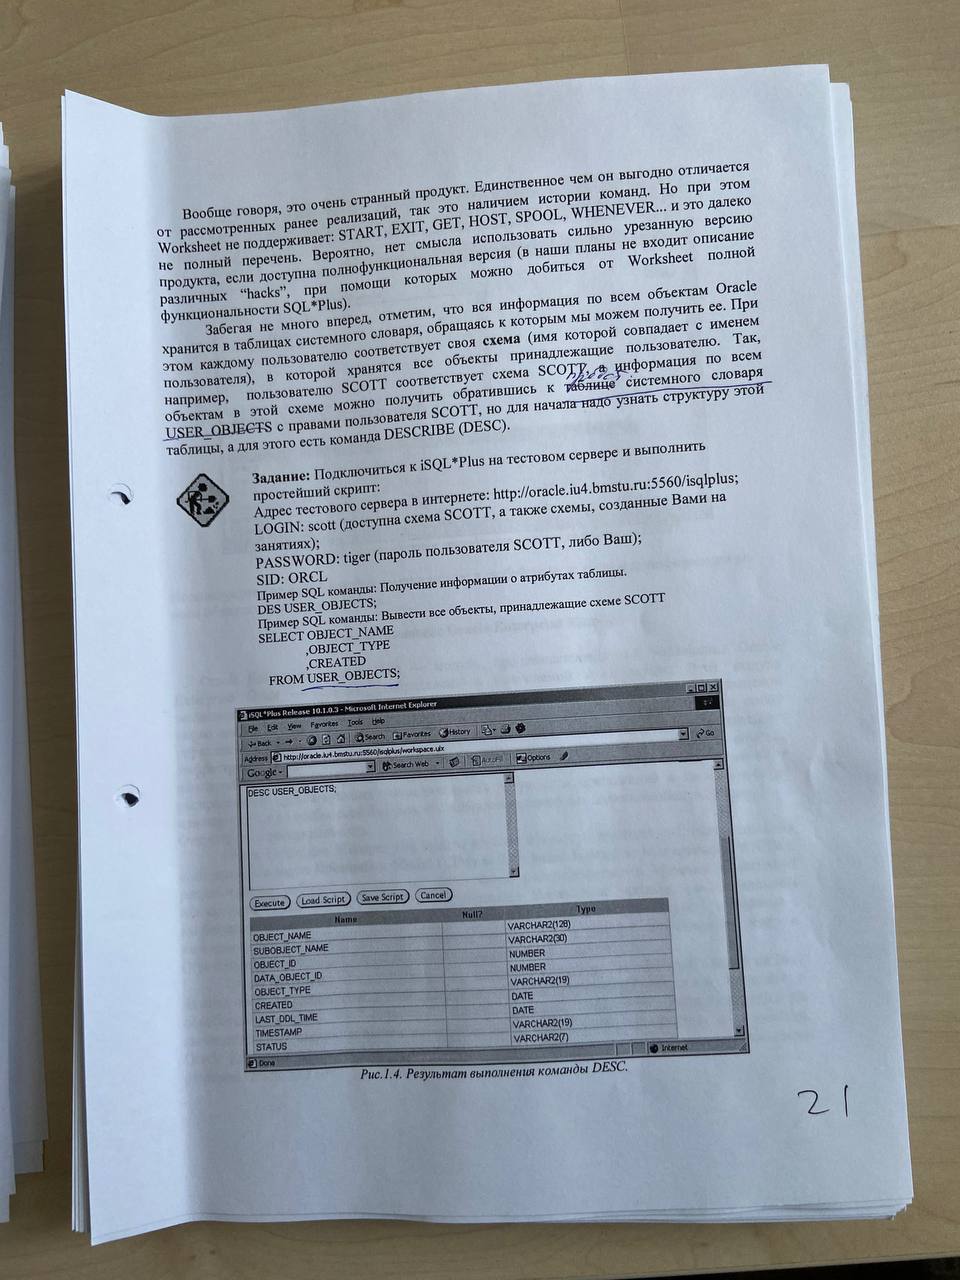 Вообще говоря, это очень странный продукт. Единственное чем он выгодно отличается
от рассмотренных ранее реализаций, так это наличием истории команд. Но при этом
Worksheet не поддерживает: START, EXIT, GET, HOST, SPOOL, WHENEVER... и это далеко
не полный перечень. Вероятно, нет смысла использовать сильно урезанную версию
продукта, если доступна полнофункциональная версия (в наши планы не входит описание
различных “hacks”, при помощи которых можно добиться от Worksheet полной
функциональности SQL*Plus).
Забегая не много вперед, отметим, что вся информация по всем объектам Oracle
хранится в таблицах системного словаря, обращаясь к которым мы можем получить ее. При
этом каждому пользователю соответствует своя схема (имя которой совпадает с именем
пользователя), в которой хранятся все объекты принадлежащие пользователю. Так,
например, пользователю SCOTT соответствует схема SCOTT, а информация по всем
объектам в этой схеме можно получить обратившись к таблице системного словаря
USER_OBJECTS с правами пользователя SCOTT, но для начала надо узнать структуру этой
таблицы, а для этого есть команда DESCRIBE (DESC).
Задание: Подключиться к iSQL*Plus на тестовом сервере и выполнить
простейший скрипт:
Адрес тестового сервера в интернете: http://oracle.iu4.bmstu.ru:5560/isqlplus;
LOGIN: scott (доступна схема SCOTT, а также схемы, созданные Вами на
занятиях);
PASSWORD: tiger (пароль пользователя SCOTT, либо Ваш);
SID: ORCL
Пример SQL команды: Получение информации о атрибутах таблицы.
DES USER_OBJECTS;
Пример SQL команды: Вывести все объекты, принадлежащие схеме SCOTT
SELECT OBJECT_NAME
,OBJECT_TYPE
,CREATED
FROM USER_OBJECTS;
iSQL*Plus Release 10.1.0.3 - Microsoft Internet Explorer
File Edit View Favorites Tools Help
Back Search Favorites History
Address http://oracle.iu4.bmstu.ru:5560/isqlplus/workspace.uix Go
Google Search Web AutoFill Options
DESC USER_OBJECTS;
Execute Load Script Save Script Cancel
Name Null? Type
OBJECT_NAME VARCHAR2(128)
SUBOBJECT_NAME VARCHAR2(30)
OBJECT_ID NUMBER
DATA_OBJECT_ID NUMBER
OBJECT_TYPE VARCHAR2(19)
CREATED DATE
LAST_DDL_TIME DATE
TIMESTAMP VARCHAR2(19)
STATUS VARCHAR2(7)
Done Internet
Рис.1.4. Результат выполнения команды DESC.
21